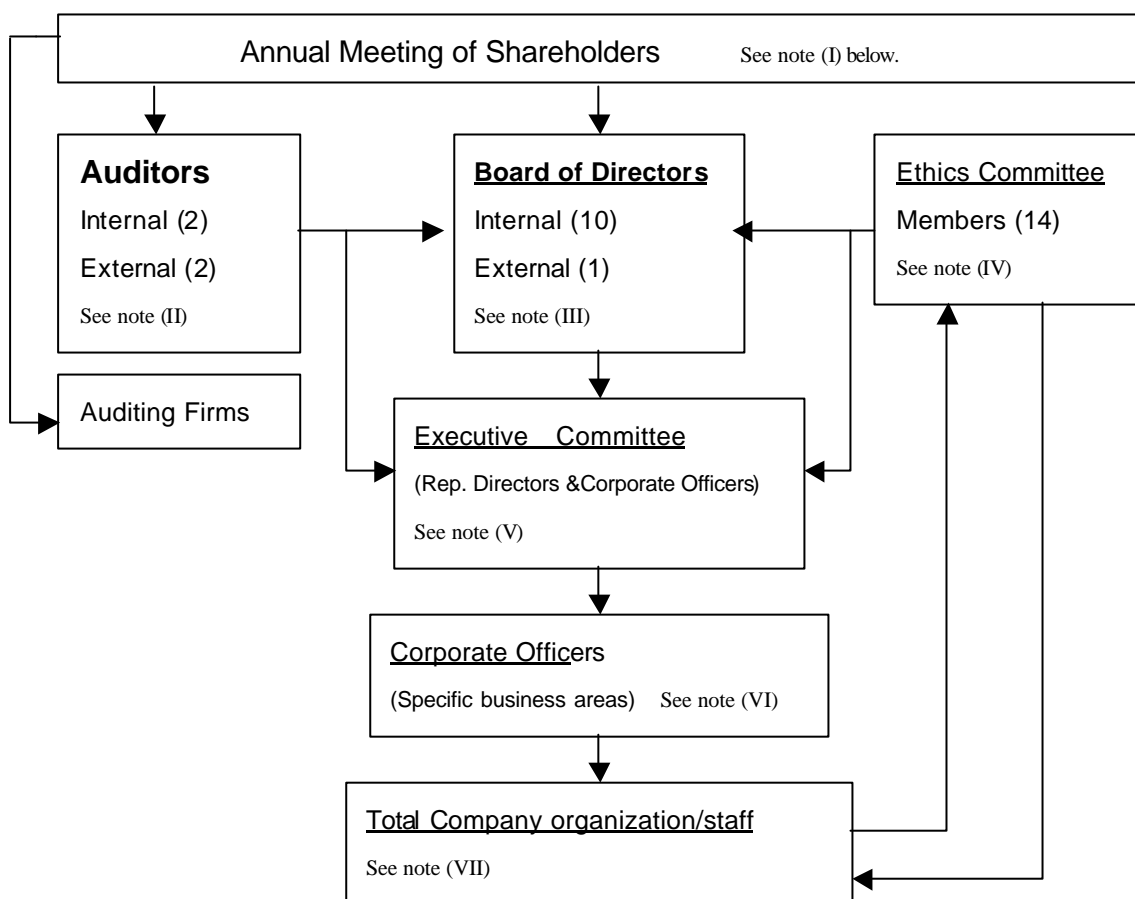 Annual Meeting of Shareholders See note (I) below.
Auditors
Internal (2)
External (2)
See note (II)
Board of Directors
Internal (10)
External (1)
See note (III)
Ethics Committee
Members (14)
See note (IV)
Auditing Firms
Executive Committee
(Rep. Directors &Corporate Officers)
See note (V)
Corporate Officers
(Specific business areas) See note (VI)
Total Company organization/staff
See note (VII)